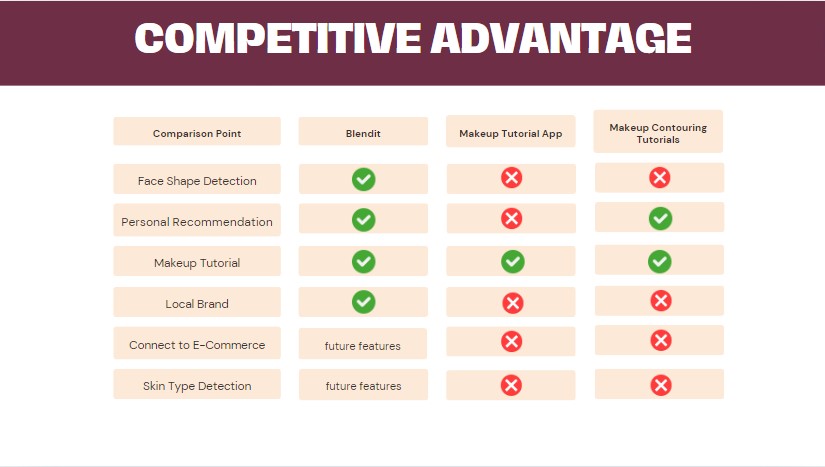 COMPETITIVE ADVANTAGE
Comparison Point Blendit Makeup Tutorial App Makeup Contouring
Tutorials
Face Shape Detection
Personal Recommendation
Makeup Tutorial
Local Brand
Connect to E-Commerce future features
Skin Type Detection future features